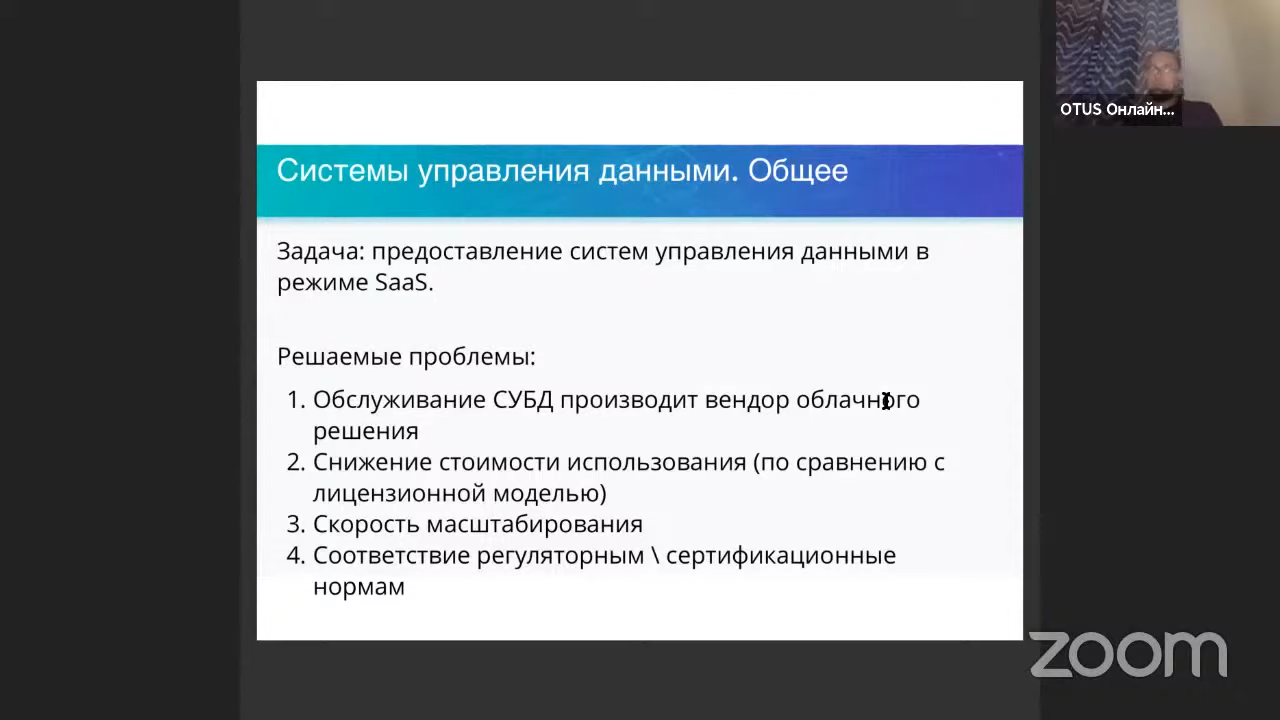 OTUS Онлайн...
Системы управления данными. Общее
Задача: предоставление систем управления данными в
режиме SaaS.
Решаемые проблемы:
1. Обслуживание СУБД производит вендор облачного
решения
2. Снижение стоимости использования (по сравнению с
лицензионной моделью)
3. Скорость масштабирования
4. Соответствие регуляторным \ сертификационные
нормам
zoom